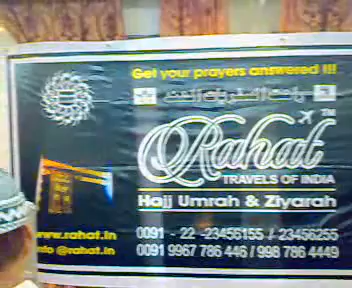 Get your prayers answered !!!
Rahat TM
TRAVELS OF INDIA
Hajj Umrah & Ziyarah
www.rahat.in
0091 - 22 -23456155 / 23456255
info @rahat.in
0091 9967 786 446 / 998 786 4449